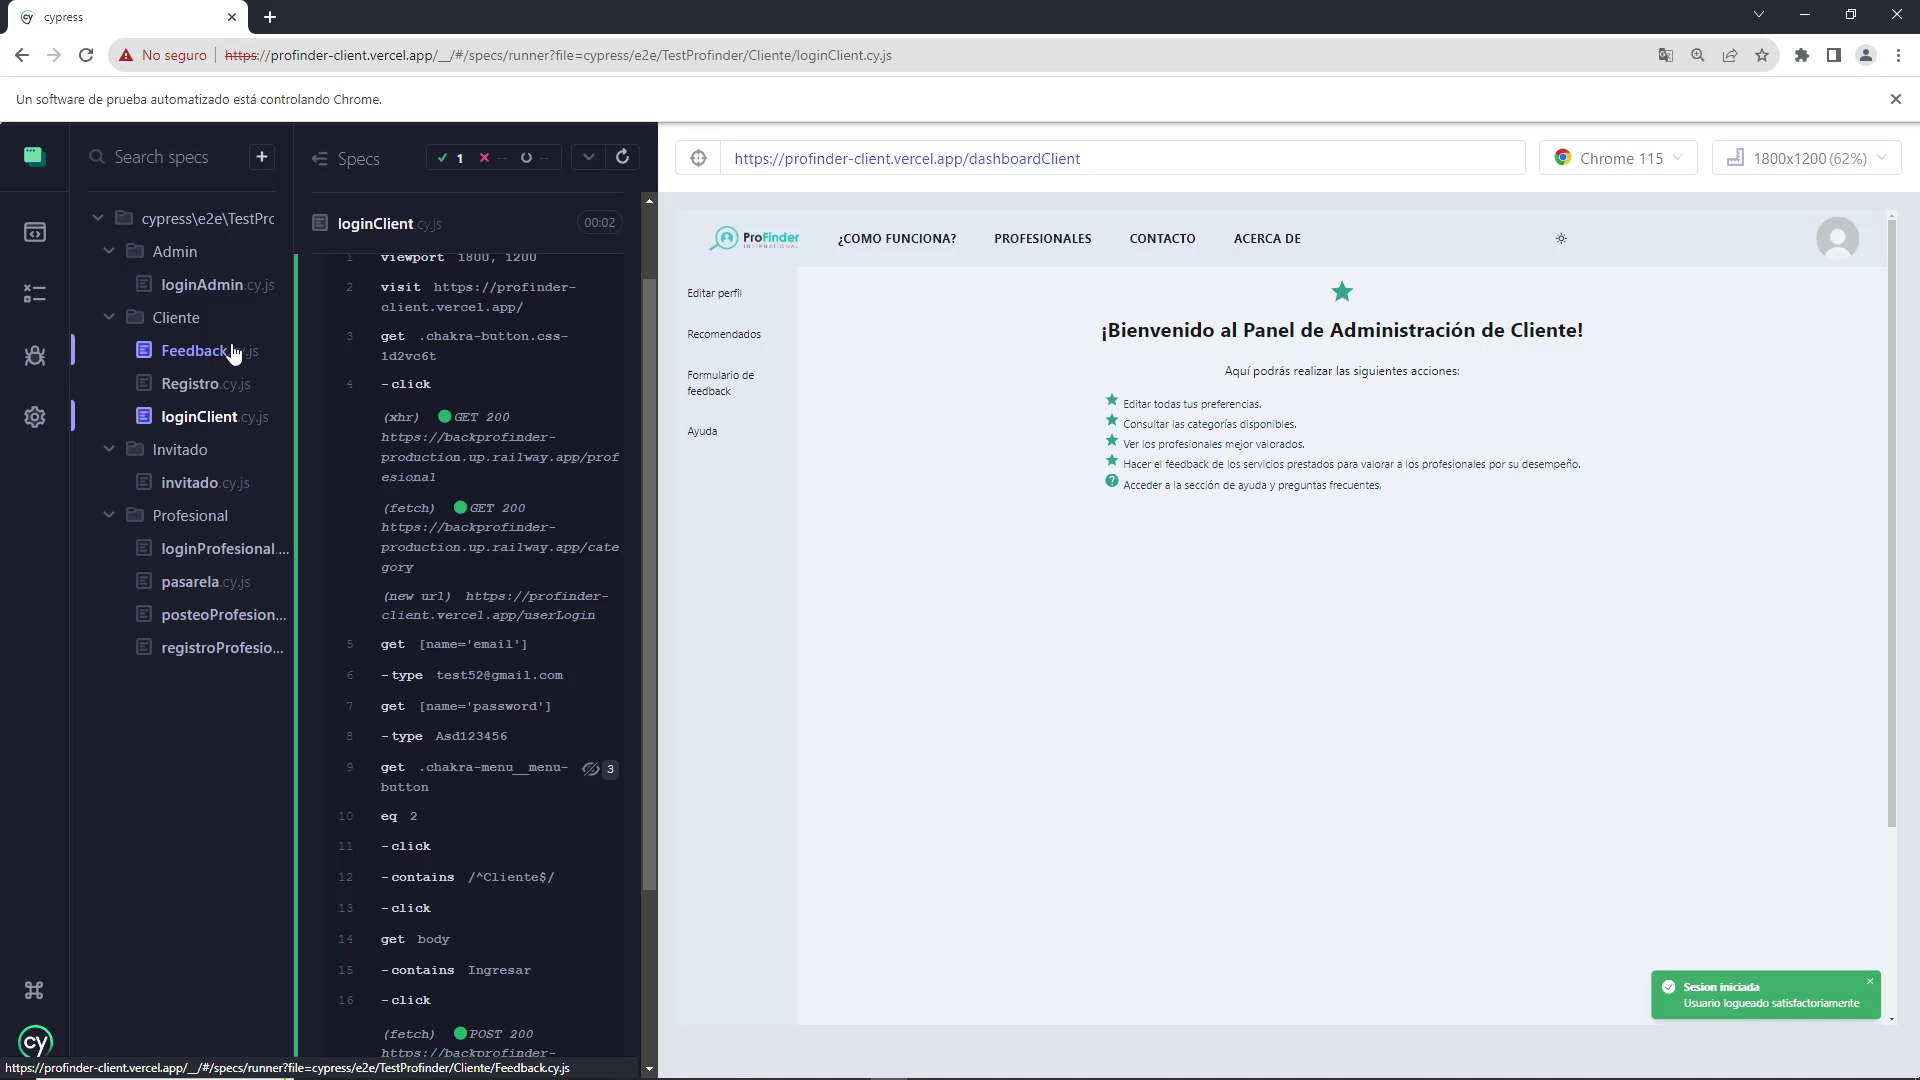 cypress
No seguro
https://profinder-client.vercel.app/__/#/specs/runner?file=cypress/e2e/TestProfinder/Cliente/loginClient.cy.js
Un software de prueba automatizado está controlando Chrome.
Search specs
cypress\e2e\TestPrc
Admin
loginAdmin.cy.js
Cliente
Feedback.cy.js
Registro.cy.js
loginClient.cy.js
Invitado
invitado.cy.js
Profesional
loginProfesional....
pasarela.cy.js
posteoProfesion...
registroProfesio...
cy
https://profinder-client.vercel.app/__/#/specs/runner?file=cypress/e2e/TestProfinder/Cliente/Feedback.cy.js
Specs
1 -- --
loginClient.cy.js 00:02
1 viewport 1800, 1200
2 visit https://profinder-
client.vercel.app/
3 get .chakra-button.css-
1d2vc6t
4 -click
(xhr) GET 200
https://backprofinder-
production.up.railway.app/prof
esional
(fetch) GET 200
https://backprofinder-
production.up.railway.app/cate
gory
(new url) https://profinder-
client.vercel.app/userLogin
5 get [name='email']
6 -type test52@gmail.com
7 get [name='password']
8 -type Asd123456
9 get .chakra-menu__menu- 3
button
10 eq 2
11 -click
12 -contains /^Cliente$/
13 -click
14 get body
15 -contains Ingresar
16 -click
(fetch) POST 200
https://backprofinder-
https://profinder-client.vercel.app/dashboardClient
Chrome 115
1800x1200 (62%)
ProFinder
INTERNATIONAL
¿COMO FUNCIONA? PROFESIONALES CONTACTO ACERCA DE
Editar perfil
Recomendados
Formulario de
feedback
Ayuda
¡Bienvenido al Panel de Administración de Cliente!
Aquí podrás realizar las siguientes acciones:
Editar todas tus preferencias.
Consultar las categorías disponibles.
Ver los profesionales mejor valorados.
Hacer el feedback de los servicios prestados para valorar a los profesionales por su desempeño.
Acceder a la sección de ayuda y preguntas frecuentes.
Sesion iniciada
Usuario logueado satisfactoriamente